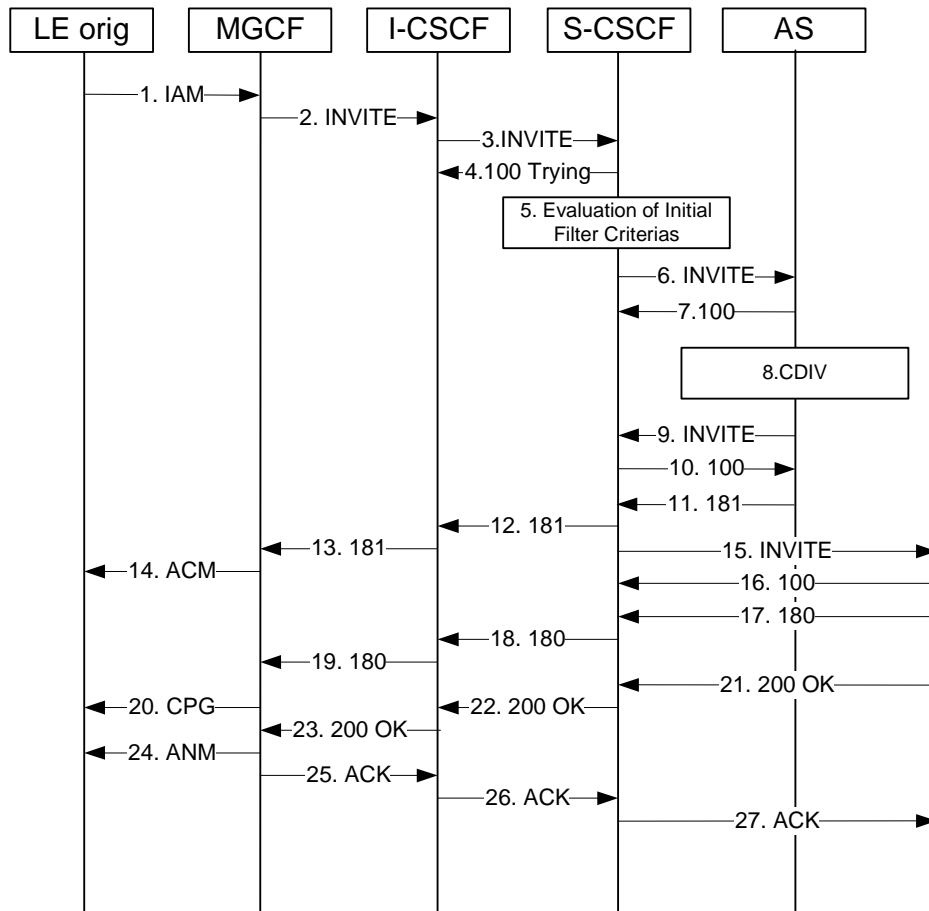 LE orig
MGCF
I-CSCF
S-CSCF
AS
1. IAM
2. INVITE
3.INVITE
4.100 Trying
5. Evaluation of Initial
Filter Criterias
6. INVITE
7.100
8.CDIV
9. INVITE
10. 100
11. 181
12. 181
13. 181
15. INVITE
14. ACM
16. 100
17. 180
18. 180
19. 180
21. 200 OK
20. CPG
22. 200 OK
23. 200 OK
24. ANM
25. ACK
26. ACK
27. ACK